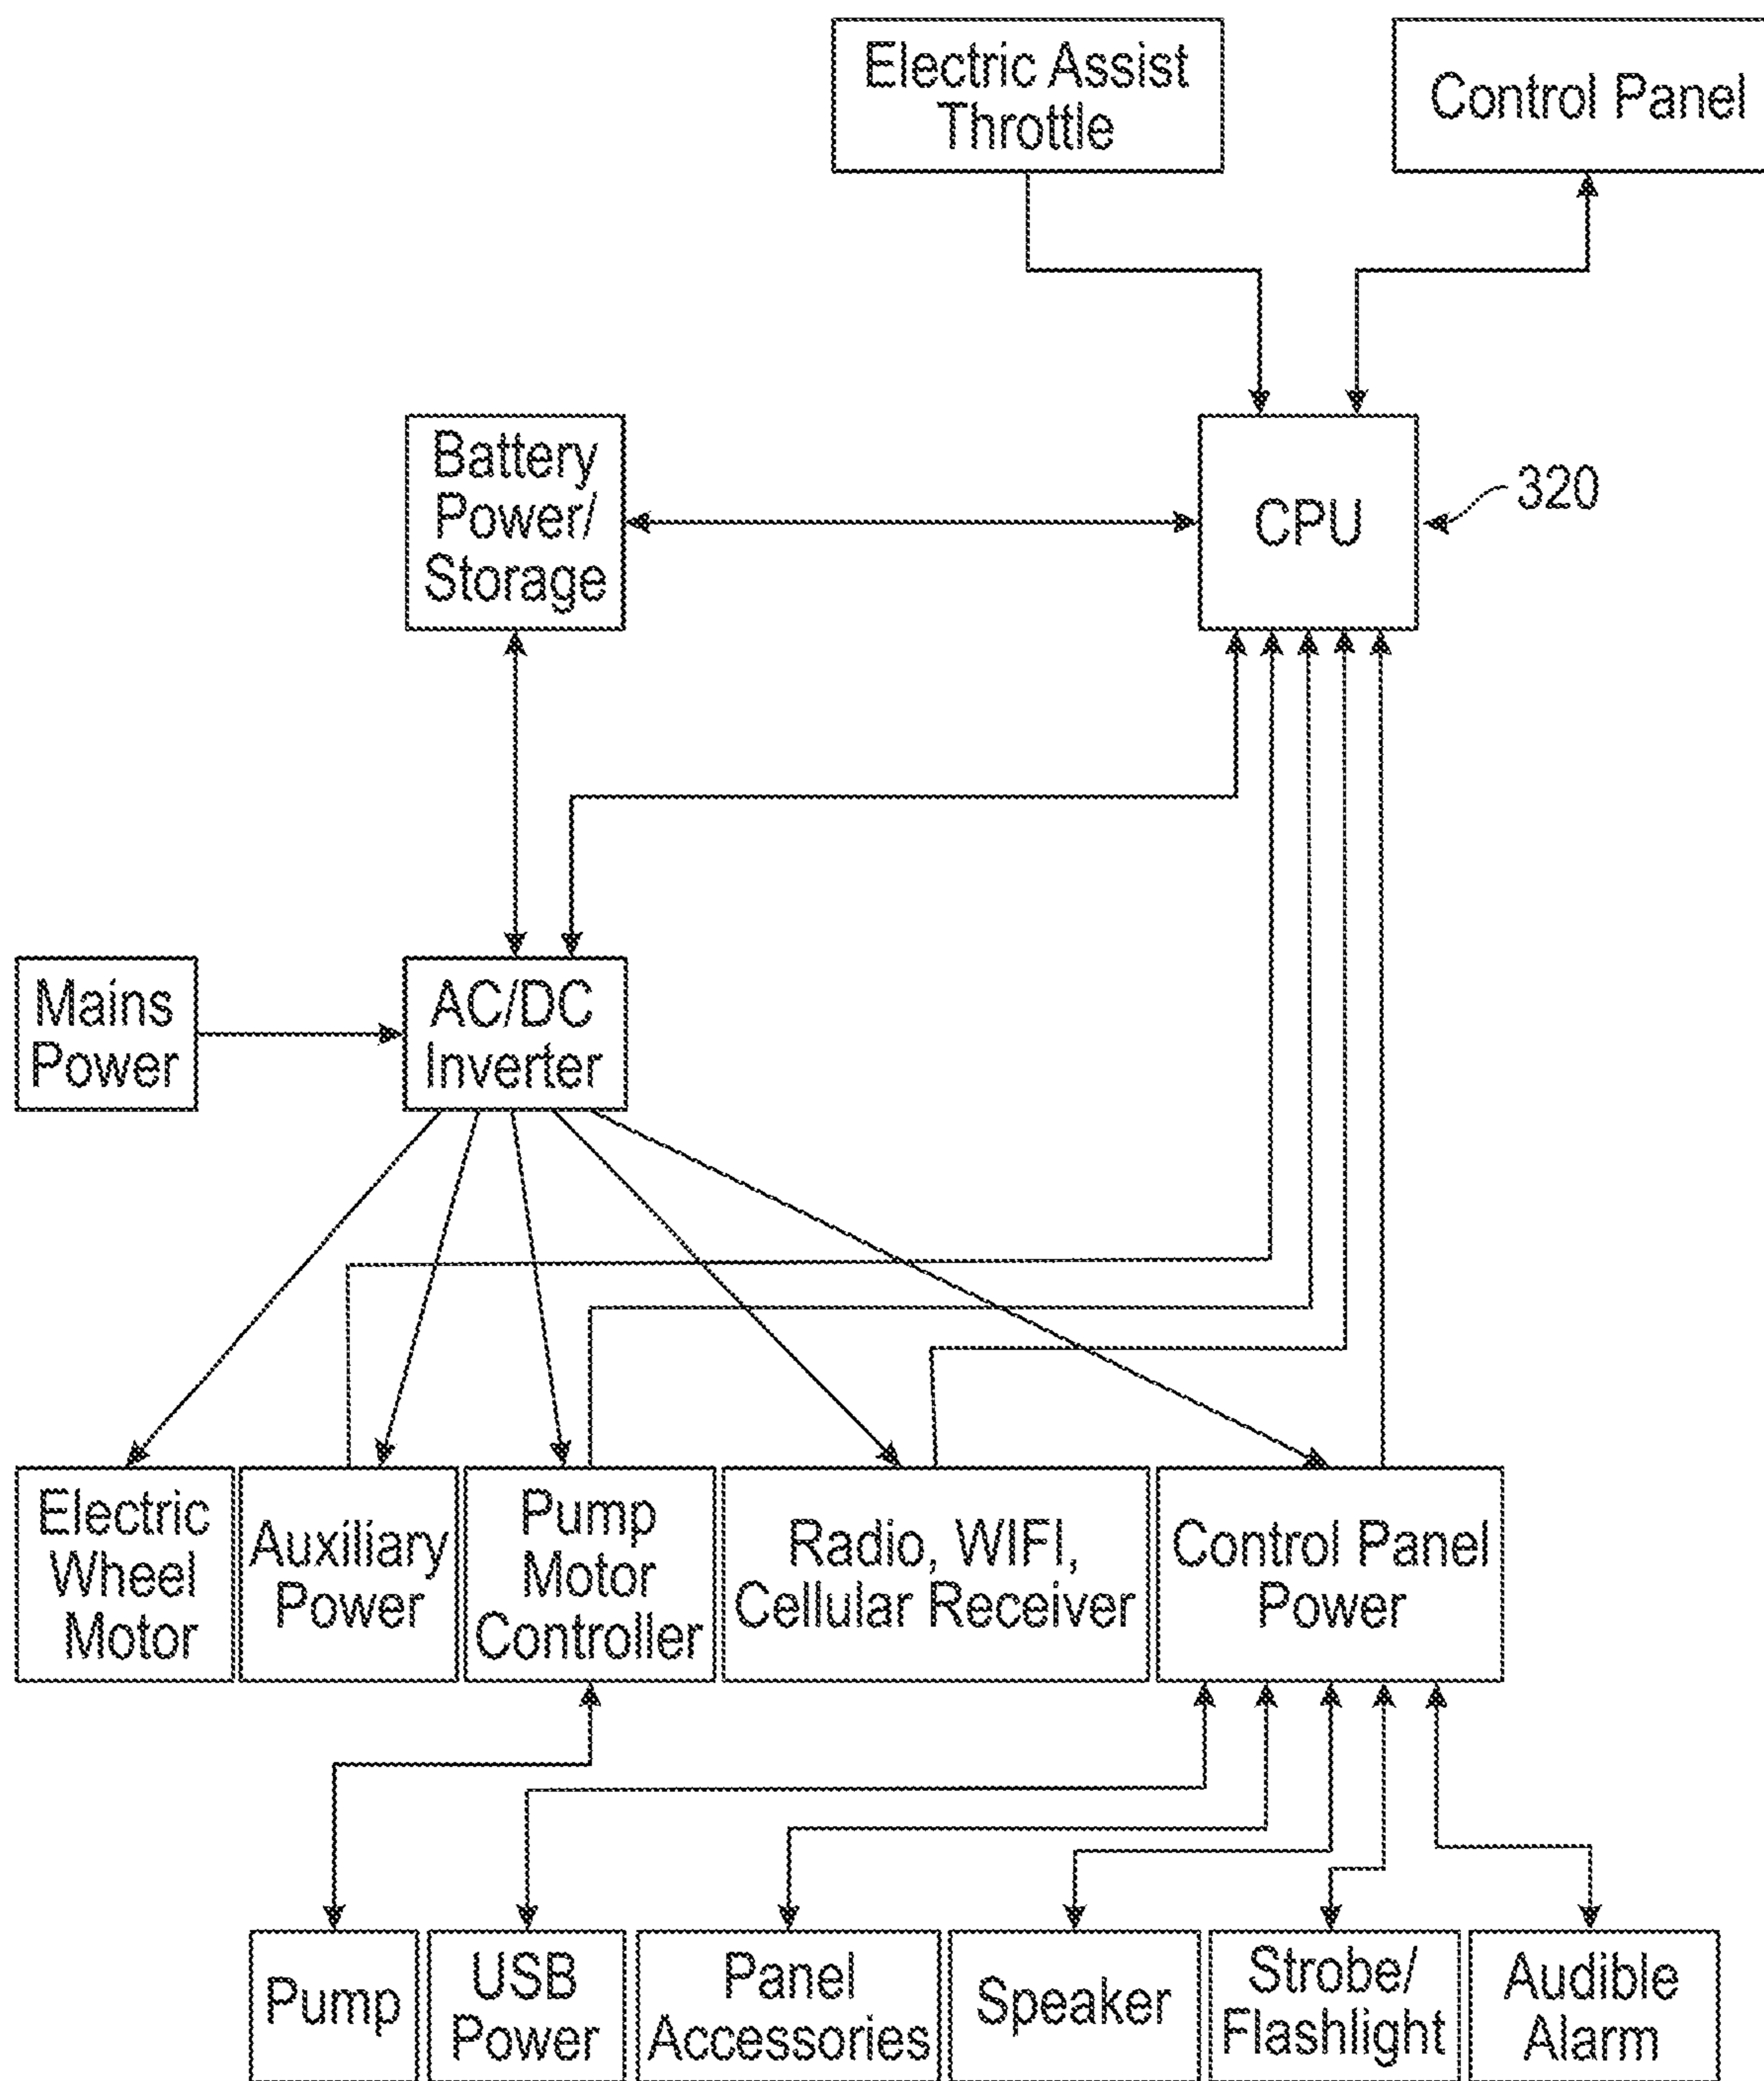 Electric Assist
Throttle
Control Panel
Battery
Power/
Storage
CPU
320
Mains
Power
AC/DC
Inverter
Electric
Wheel
Motor
Auxiliary
Power
Pump
Motor
Controller
Radio, WIFI,
Cellular Receiver
Control Panel
Power
Pump
USB
Power
Panel
Accessories
Speaker
Strobe/
Flashlight
Audible
Alarm